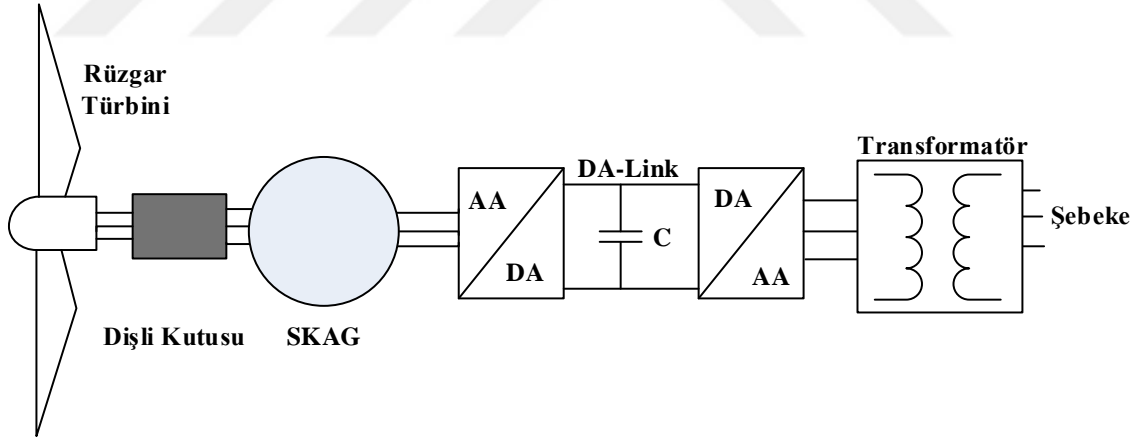 Rüzgar
Türbini
Dişli Kutusu
SKAG
AA
DA
DA-Link
C
DA
AA
Transformatör
Şebeke